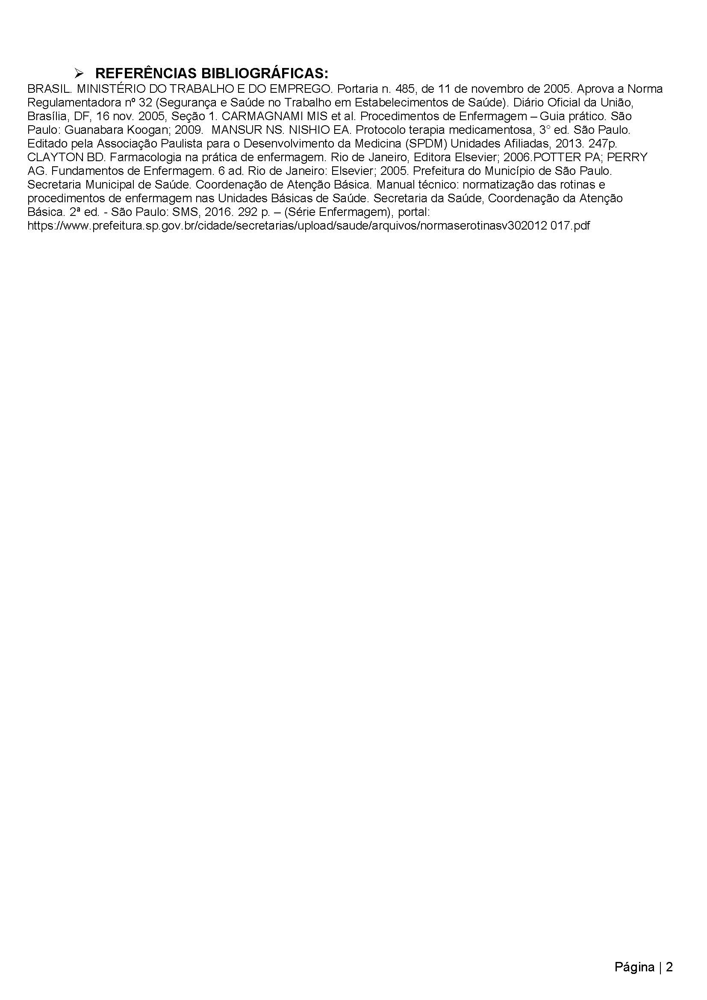 ➢ REFERÊNCIAS BIBLIOGRÁFICAS:
BRASIL. MINISTÉRIO DO TRABALHO E DO EMPREGO. Portaria n. 485, de 11 de novembro de 2005. Aprova a Norma
Regulamentadora nº 32 (Segurança e Saúde no Trabalho em Estabelecimentos de Saúde). Diário Oficial da União,
Brasília, DF, 16 nov. 2005, Seção 1. CARMAGNAMI MIS et al. Procedimentos de Enfermagem – Guia prático. São
Paulo: Guanabara Koogan; 2009.  MANSUR NS. NISHIO EA. Protocolo terapia medicamentosa, 3° ed. São Paulo.
Editado pela Associação Paulista para o Desenvolvimento da Medicina (SPDM) Unidades Afiliadas, 2013. 247p.
CLAYTON BD. Farmacologia na prática de enfermagem. Rio de Janeiro, Editora Elsevier; 2006.POTTER PA; PERRY
AG. Fundamentos de Enfermagem. 6 ad. Rio de Janeiro: Elsevier; 2005. Prefeitura do Município de São Paulo.
Secretaria Municipal de Saúde. Coordenação de Atenção Básica. Manual técnico: normatização das rotinas e
procedimentos de enfermagem nas Unidades Básicas de Saúde. Secretaria da Saúde, Coordenação da Atenção
Básica. 2ª ed. - São Paulo: SMS, 2016. 292 p. – (Série Enfermagem), portal:
https://www.prefeitura.sp.gov.br/cidade/secretarias/upload/saude/arquivos/normaserotinasv302012 017.pdf
Página | 2